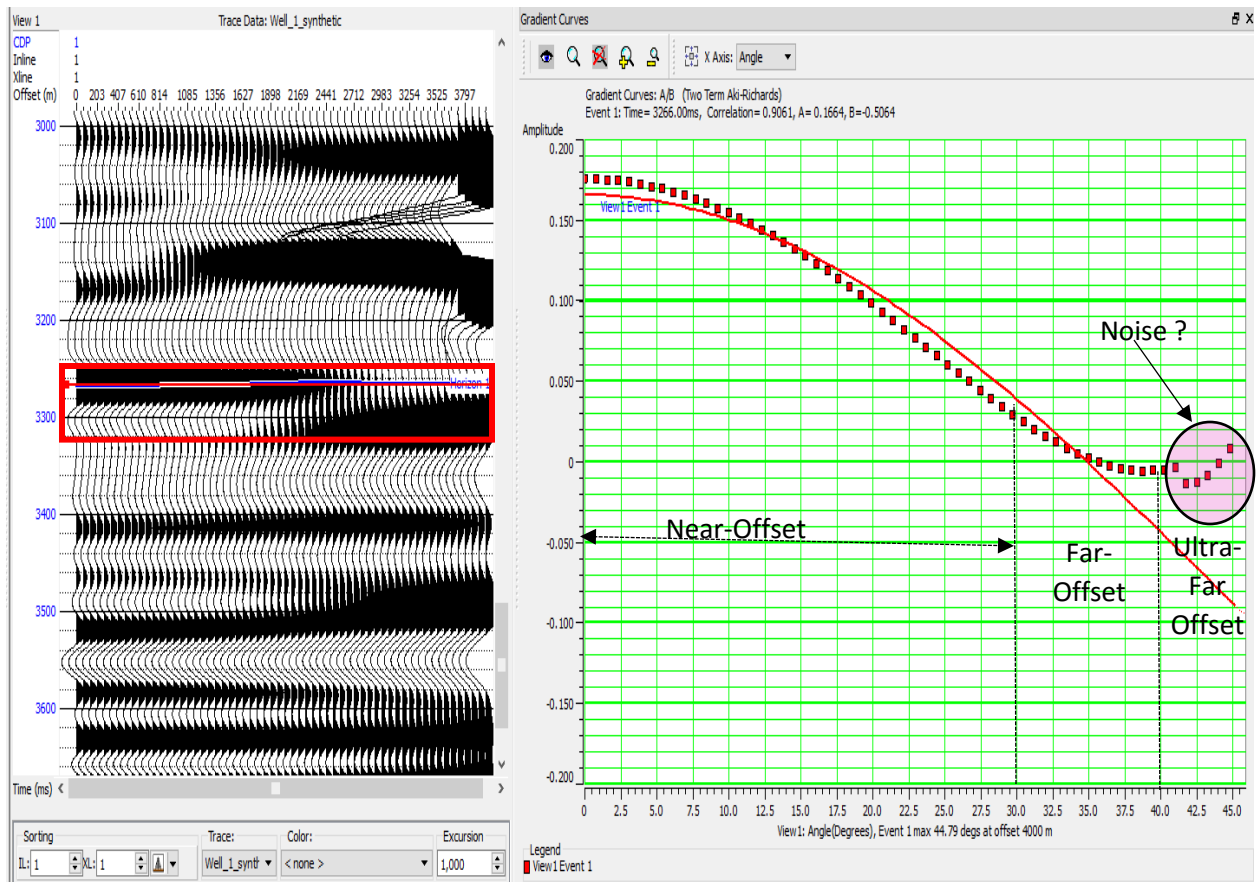 View 1 Trace Data: Well_1_synthetic
CDP 1
Inline 1
Xline 1
Offset (m) 0 203 407 610 814 1085 1356 1627 1898 2169 2441 2712 2983 3254 3525 3797
3000
3100
3200
Horizon 1
3300
3400
3500
3600
Time (ms)
Sorting
IL: 1 XL: 1
Trace:
Well_1_synth
Color:
< none >
Excursion
1,000
Gradient Curves
X Axis: Angle
Gradient Curves: A/B (Two Term Aki-Richards)
Event 1: Time= 3266.00ms, Correlation= 0.9061, A= 0.1664, B=-0.5064
Amplitude
0.200
0.150
0.100
0.050
0
-0.050
-0.100
-0.150
-0.200
View1 Event 1
Noise ?
Near-Offset
Far-
Offset
Ultra-
Far
Offset
0 2.5 5.0 7.5 10.0 12.5 15.0 17.5 20.0 22.5 25.0 27.5 30.0 32.5 35.0 37.5 40.0 42.5 45.0
View1: Angle(Degrees), Event 1 max 44.79 degs at offset 4000 m
Legend
View1 Event 1